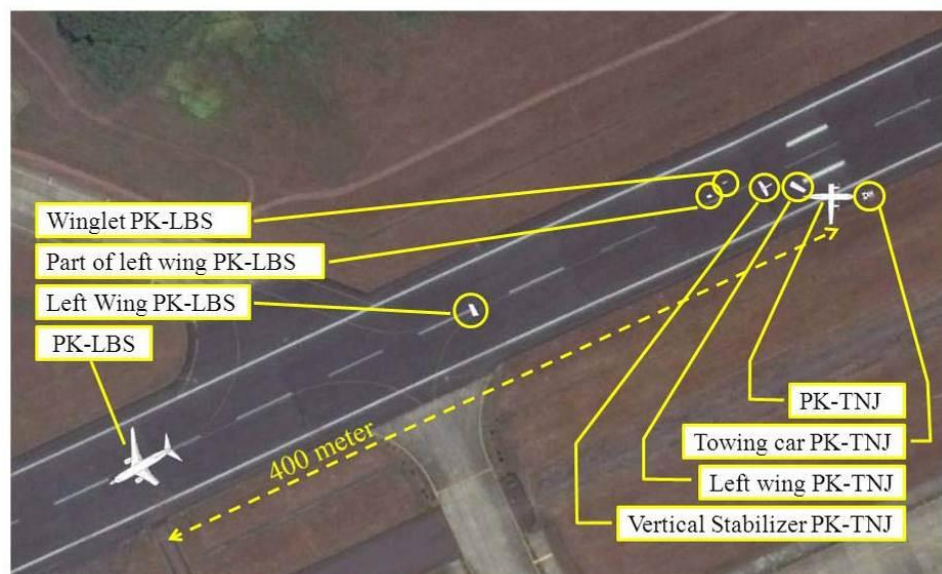 Winglet PK-LBS
Part of left wing PK-LBS
Left Wing PK-LBS
PK-LBS
400 meter
PK-TNJ
Towing car PK-TNJ
Left wing PK-TNJ
Vertical Stabilizer PK-TNJ